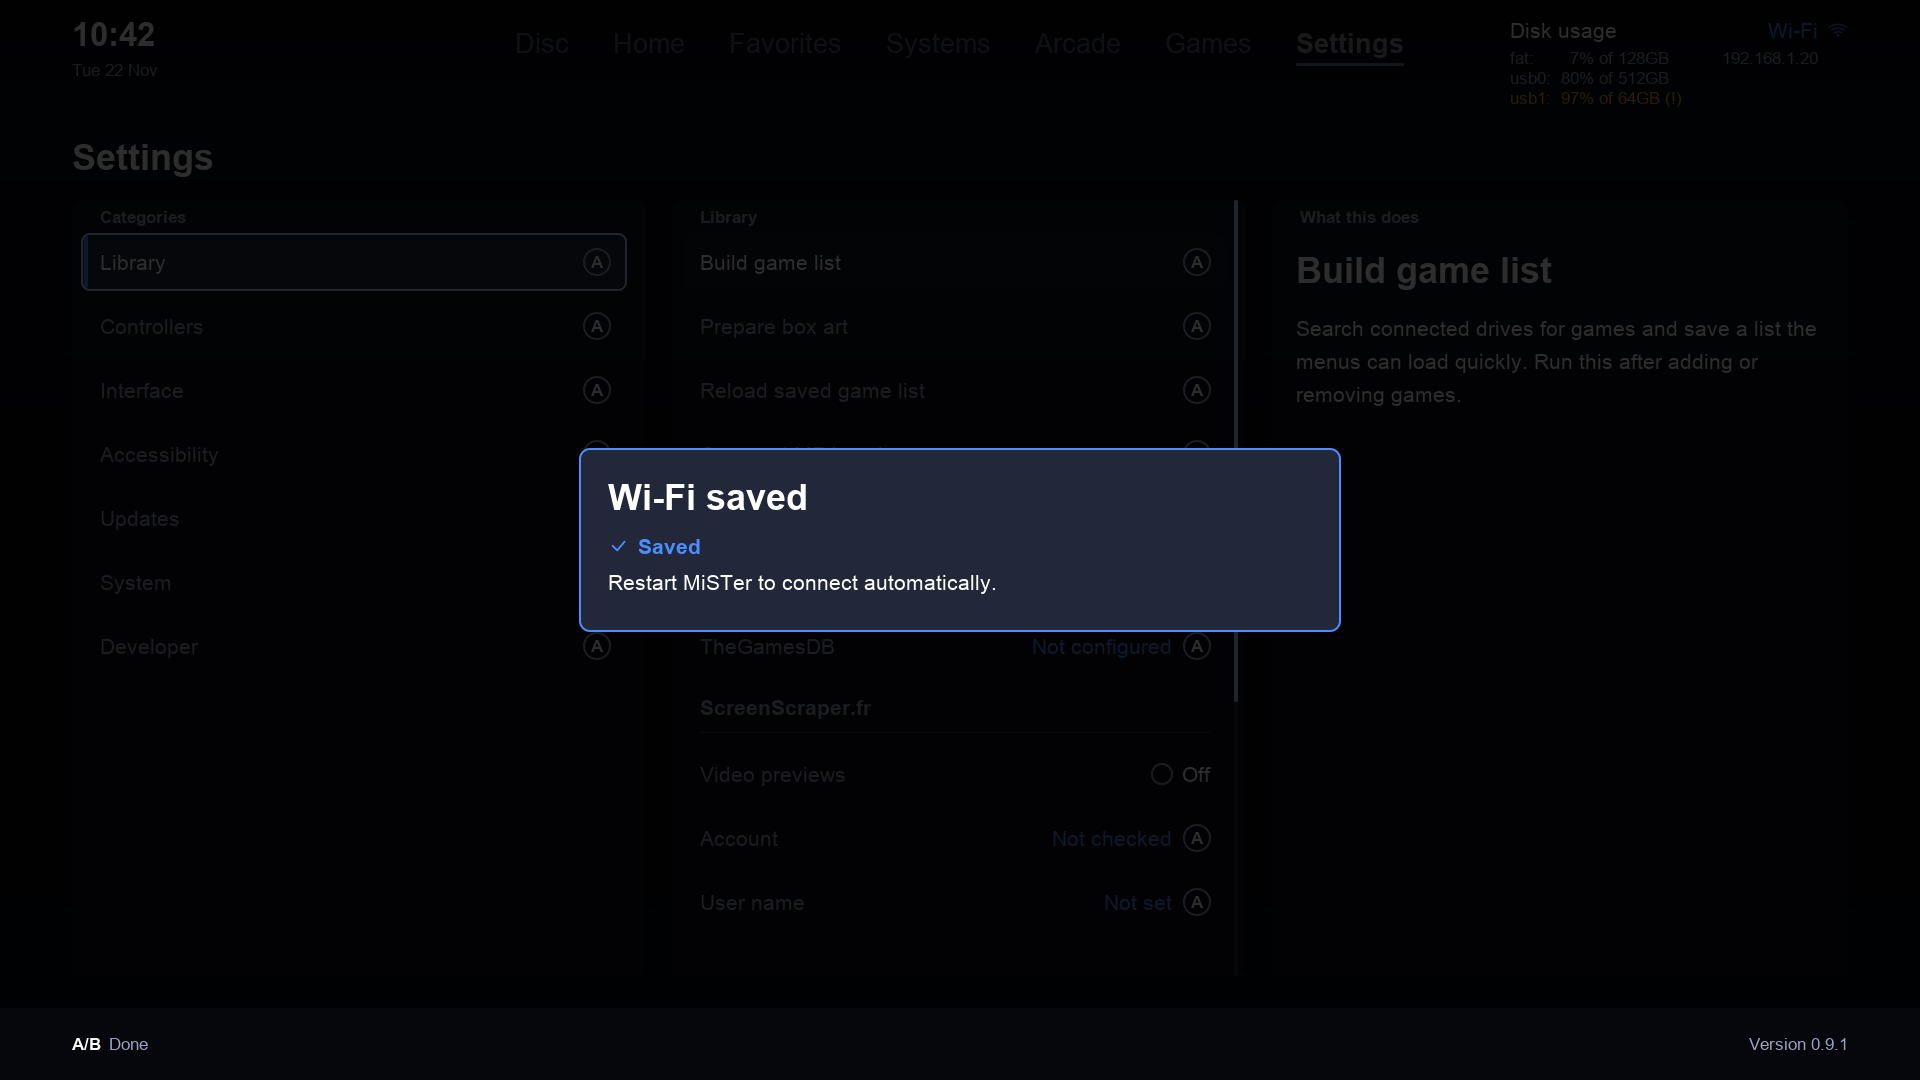 10:42
Tue 22 Nov
Disc Home Favorites Systems Arcade Games Settings
Disk usage
fat: 7% of 128GB
usb0: 80% of 512GB
usb1: 97% of 64GB (!)
Wi-Fi
192.168.1.20
Settings
Categories
Library A
Controllers A
Interface A
Accessibility
Updates
System
Developer A
Library
Build game list A
Prepare box art A
Reload saved game list A
TheGamesDB Not configured A
ScreenScraper.fr
Video previews Off
Account Not checked A
User name Not set A
What this does
Build game list
Search connected drives for games and save a list the
menus can load quickly. Run this after adding or
removing games.
Wi-Fi saved
Saved
Restart MiSTer to connect automatically.
A/B Done
Version 0.9.1